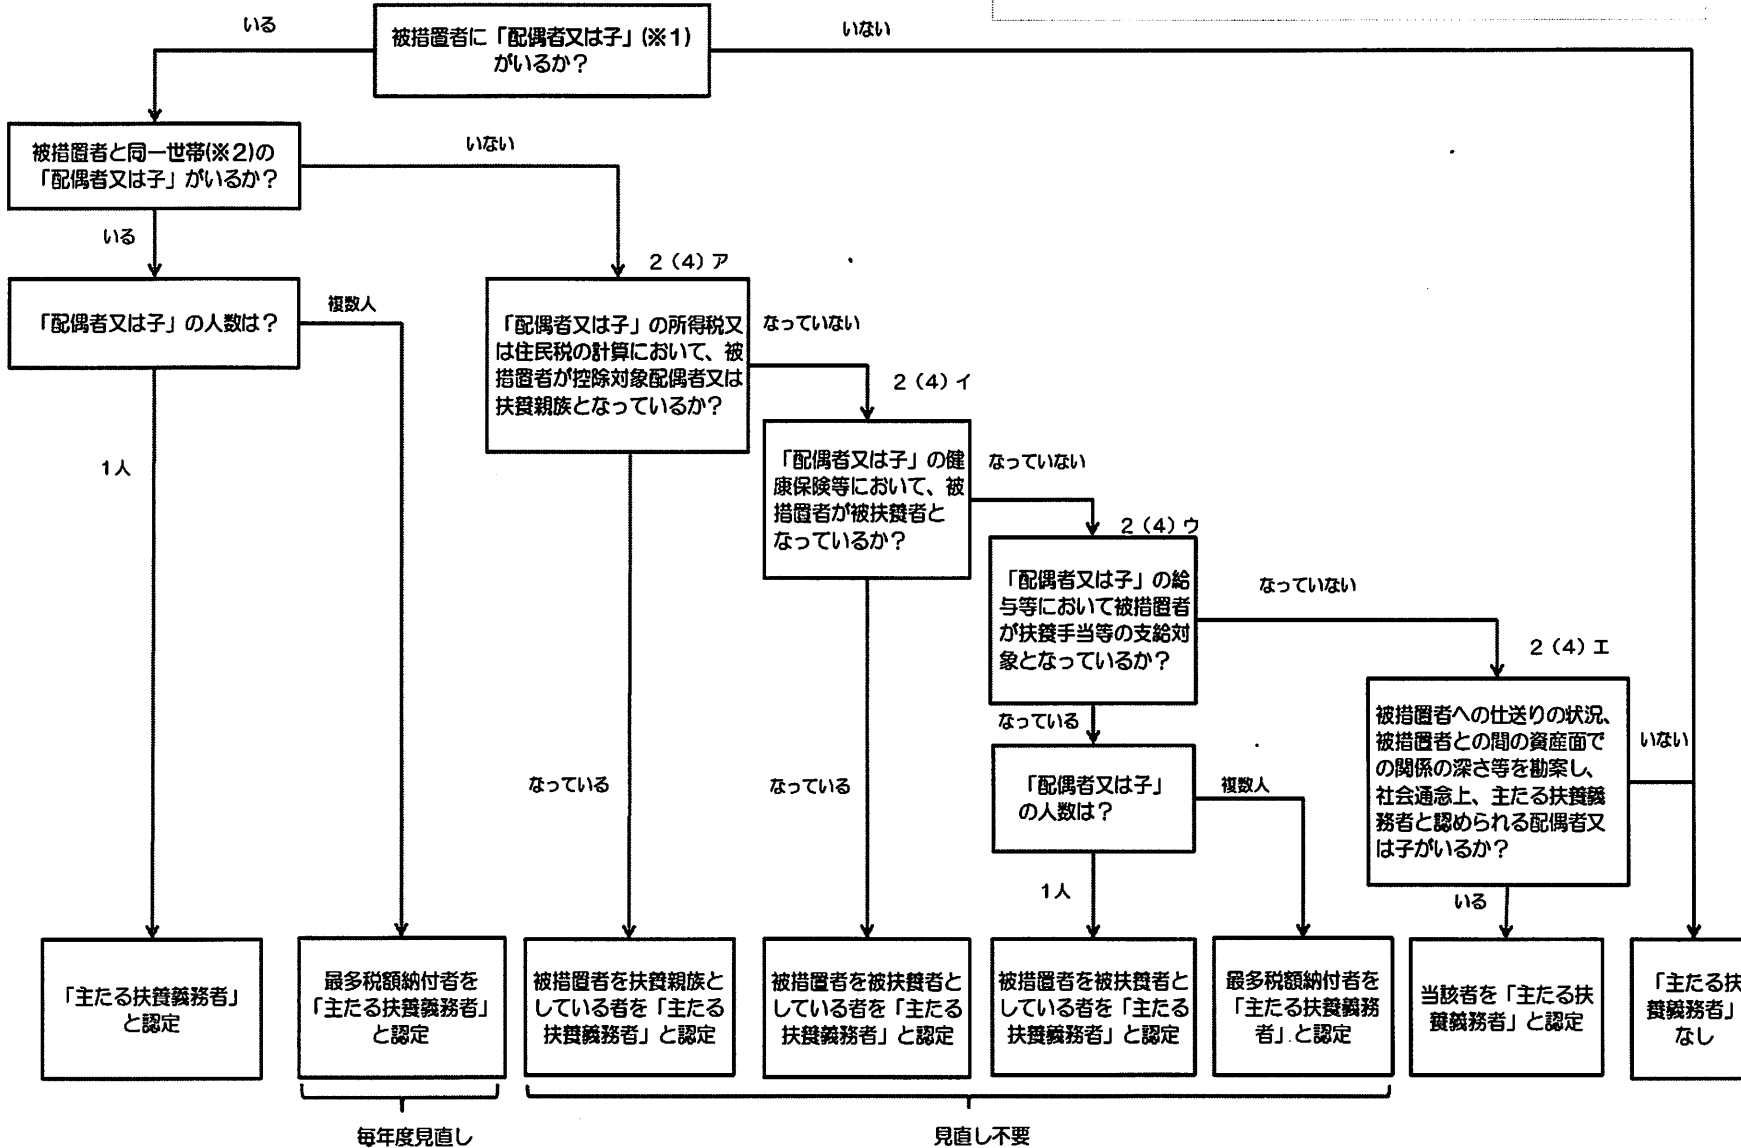 被措置者に「配偶者又は子」(※1)
がいるか？
いる
いない
被措置者と同一世帯(※2)の
「配偶者又は子」がいるか？
いない
いる
「配偶者又は子」の人数は？
複数人
1人
2（4）ア
「配偶者又は子」の所得税又
は住民税の計算において、被
措置者が控除対象配偶者又は
扶養親族となっているか？
なっていない
なっている
2（4）イ
「配偶者又は子」の健
康保険等において、被
措置者が被扶養者と
なっているか？
なっていない
なっている
2（4）ウ
「配偶者又は子」の給
与等において被措置者
が扶養手当等の支給対
象となっているか？
なっていない
なっている
「配偶者又は子」
の人数は？
複数人
1人
2（4）エ
被措置者への仕送りの状況、
被措置者との間の資産面で
の関係の深さ等を勘案し、
社会通念上、主たる扶養義
務者と認められる配偶者又
は子がいるか？
いない
いる
「主たる扶養義務者」
と認定
最多税額納付者を
「主たる扶養義務者」
と認定
被措置者を扶養親族と
している者を「主たる
扶養義務者」と認定
被措置者を被扶養者と
している者を「主たる
扶養義務者」と認定
被措置者を被扶養者と
している者を「主たる
扶養義務者」と認定
最多税額納付者を
「主たる扶養義務
者」と認定
当該者を「主たる扶
養義務者」と認定
「主たる扶
養義務者」
なし
毎年度見直し
見直し不要